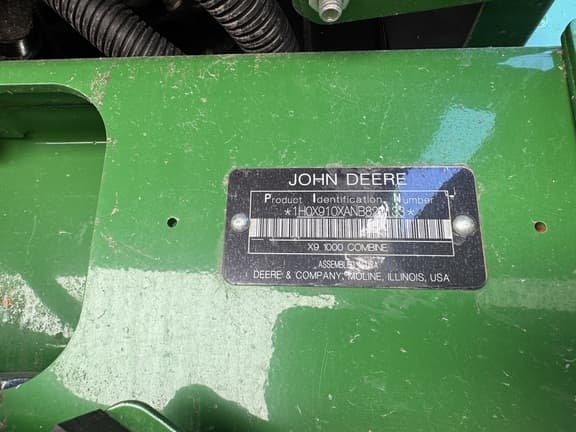 JOHN DEERE
Product Identification Number
X9 1000 COMBINE
ASSEMBLED
DEERE & COMPANY, MOLINE, ILLINOIS, USA